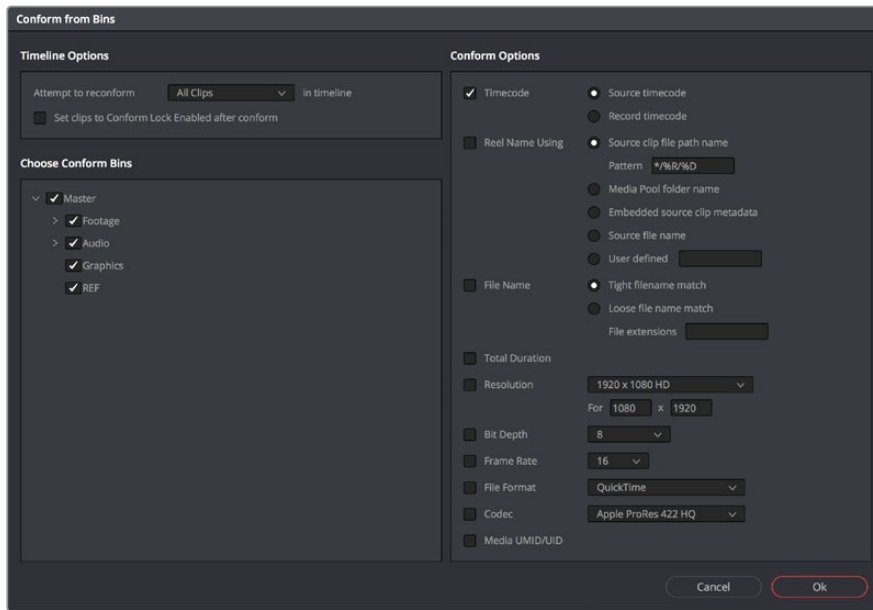 Conform from Bins
Timeline Options
Attempt to reconform All Clips in timeline
Set clips to Conform Lock Enabled after conform
Choose Conform Bins
Master
Footage
Audio
Graphics
REF
Conform Options
Timecode Source timecode
Record timecode
Reel Name Using Source clip file path name
Pattern */%R/%D
Media Pool folder name
Embedded source clip metadata
Source file name
User defined
File Name Tight filename match
Loose file name match
File extensions
Total Duration
Resolution 1920 x 1080 HD
For 1080 x 1920
Bit Depth 8
Frame Rate 16
File Format QuickTime
Codec Apple ProRes 422 HQ
Media UMID/UID
Cancel Ok